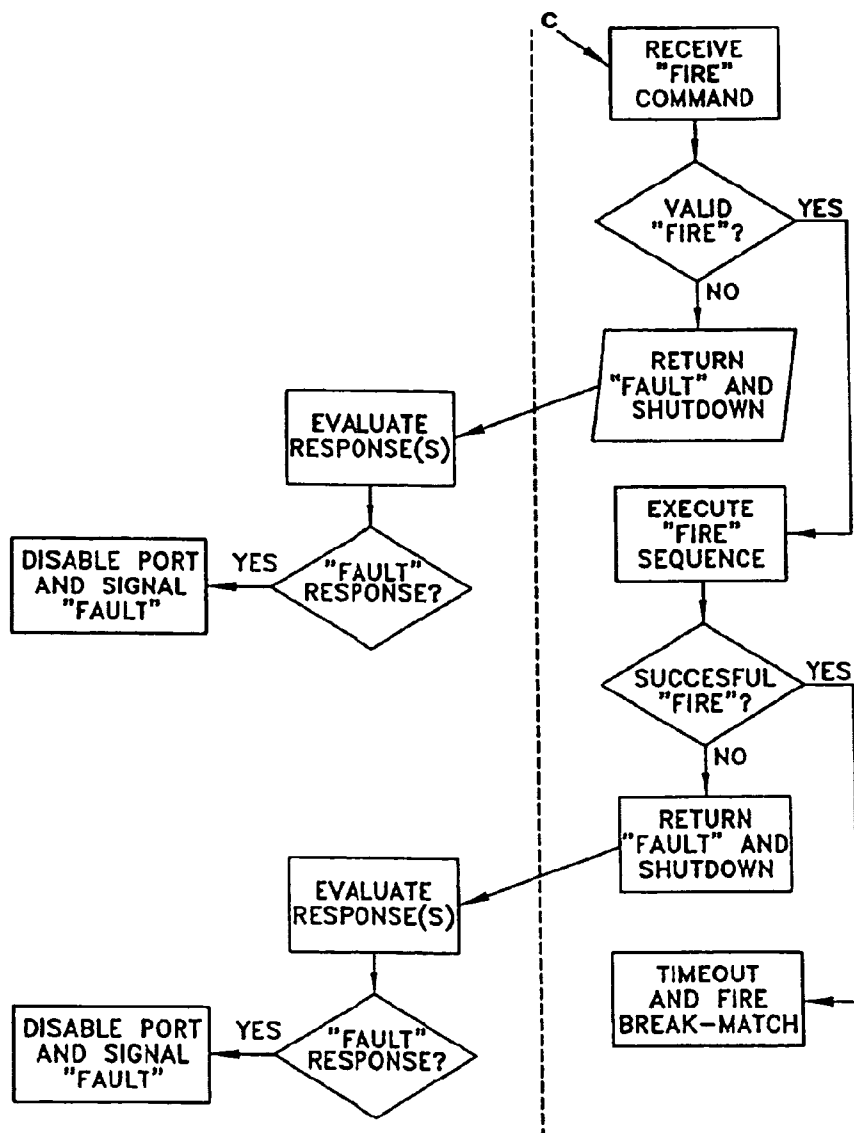 C
RECEIVE
"FIRE"
COMMAND
VALID
"FIRE"?
YES
NO
RETURN
"FAULT" AND
SHUTDOWN
EVALUATE
RESPONSE(S)
"FAULT"
RESPONSE?
YES
DISABLE PORT
AND SIGNAL
"FAULT"
EXECUTE
"FIRE"
SEQUENCE
SUCCESFUL
"FIRE"?
YES
NO
RETURN
"FAULT" AND
SHUTDOWN
EVALUATE
RESPONSE(S)
"FAULT"
RESPONSE?
YES
DISABLE PORT
AND SIGNAL
"FAULT"
TIMEOUT
AND FIRE
BREAK-MATCH